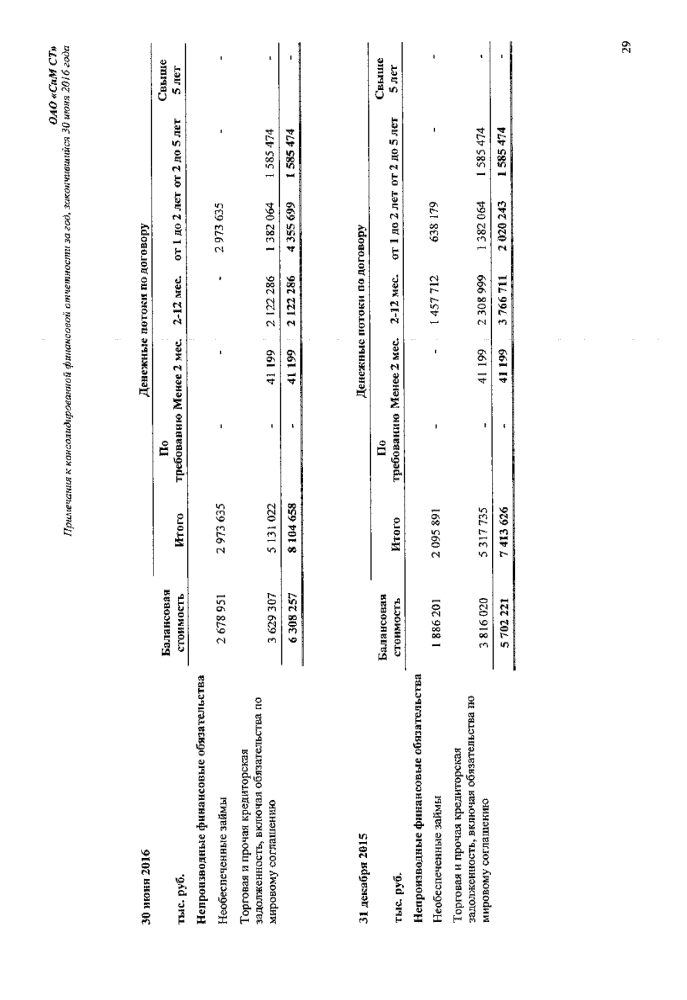 ОАО «СиМ СТ»
Примечания к консолидированной финансовой отчетности за год, закончившийся 30 июня 2016 года
30 июня 2016
Денежные потоки по договору
тыс. руб. Балансовая стоимость Итого По требованию Менее 2 мес. 2-12 мес. от 1 до 2 лет от 2 до 5 лет Свыше 5 лет
Непроизводные финансовые обязательства
Необеспеченные займы 2 678 951 2 973 635 - - - 2 973 635 - -
Торговая и прочая кредиторская
задолженность, включая обязательства по
мировому соглашению 3 629 307 5 131 022 - 41 199 2 122 286 1 382 064 1 585 474 -
6 308 257 8 104 658 - 41 199 2 122 286 4 355 699 1 585 474 -
31 декабря 2015
Денежные потоки по договору
тыс. руб. Балансовая стоимость Итого По требованию Менее 2 мес. 2-12 мес. от 1 до 2 лет от 2 до 5 лет Свыше 5 лет
Непроизводные финансовые обязательства
Необеспеченные займы 1 886 201 2 095 891 - - 1 457 712 638 179 - -
Торговая и прочая кредиторская
задолженность, включая обязательства по
мировому соглашению 3 816 020 5 317 735 - 41 199 2 308 999 1 382 064 1 585 474 -
5 702 221 7 413 626 - 41 199 3 766 711 2 020 243 1 585 474 -
29